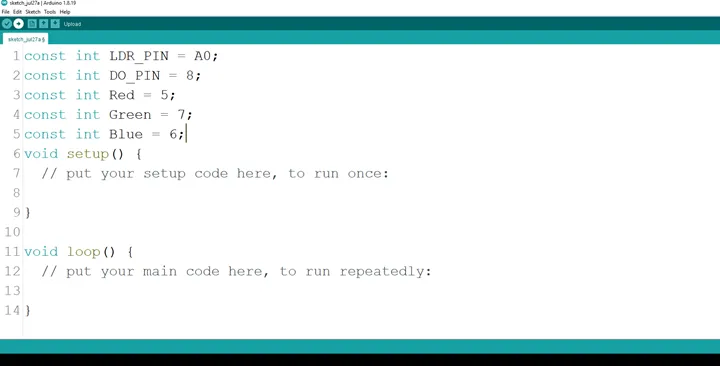 sketch_jul27a | Arduino 1.8.19
File Edit Sketch Tools Help
Upload
sketch_jul27a §
1 const int LDR_PIN = A0;
2 const int DO_PIN = 8;
3 const int Red = 5;
4 const int Green = 7;
5 const int Blue = 6;
6 void setup() {
7 // put your setup code here, to run once:
8
9 }
10
11 void loop() {
12 // put your main code here, to run repeatedly:
13
14 }